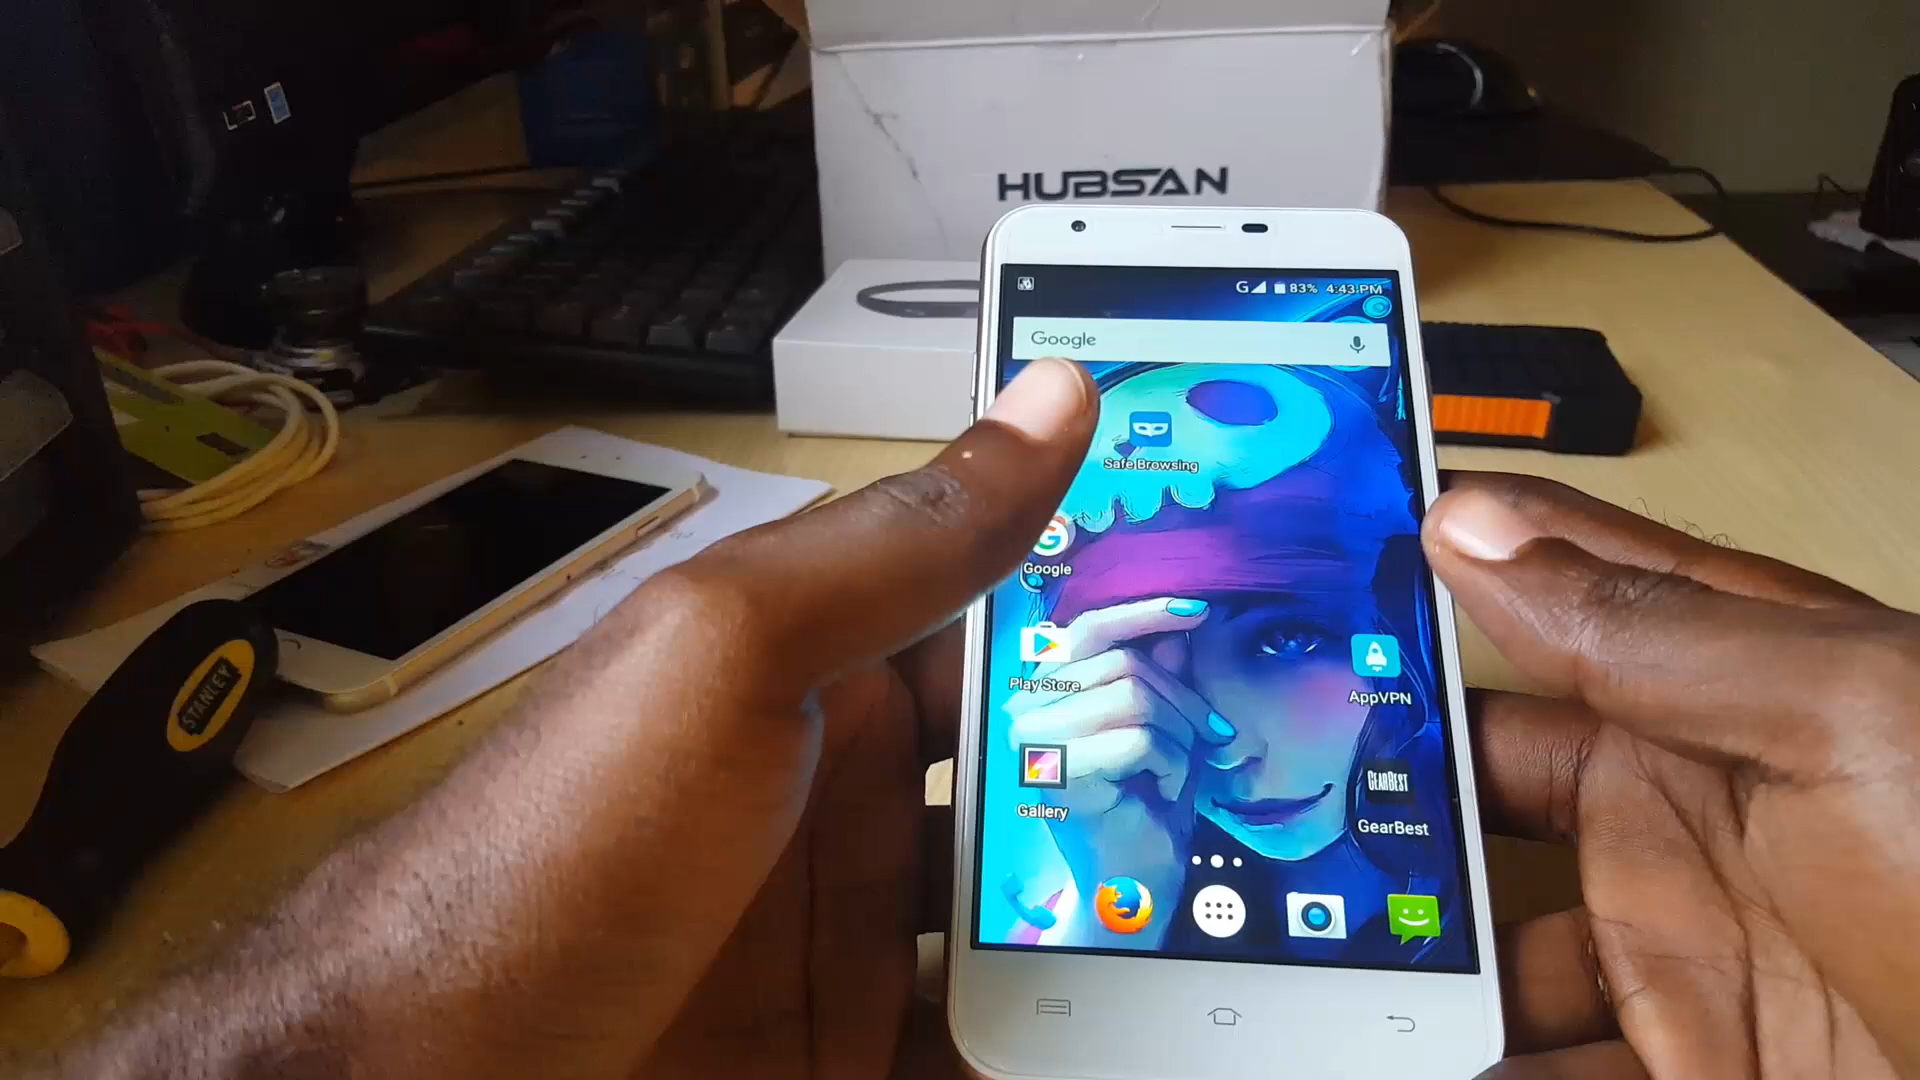 HUBSAN
G 83% 4:43 PM
Google
Safe Browsing
Google
Play Store
AppVPN
Gallery
GEARBEST
GearBest
STANLEY